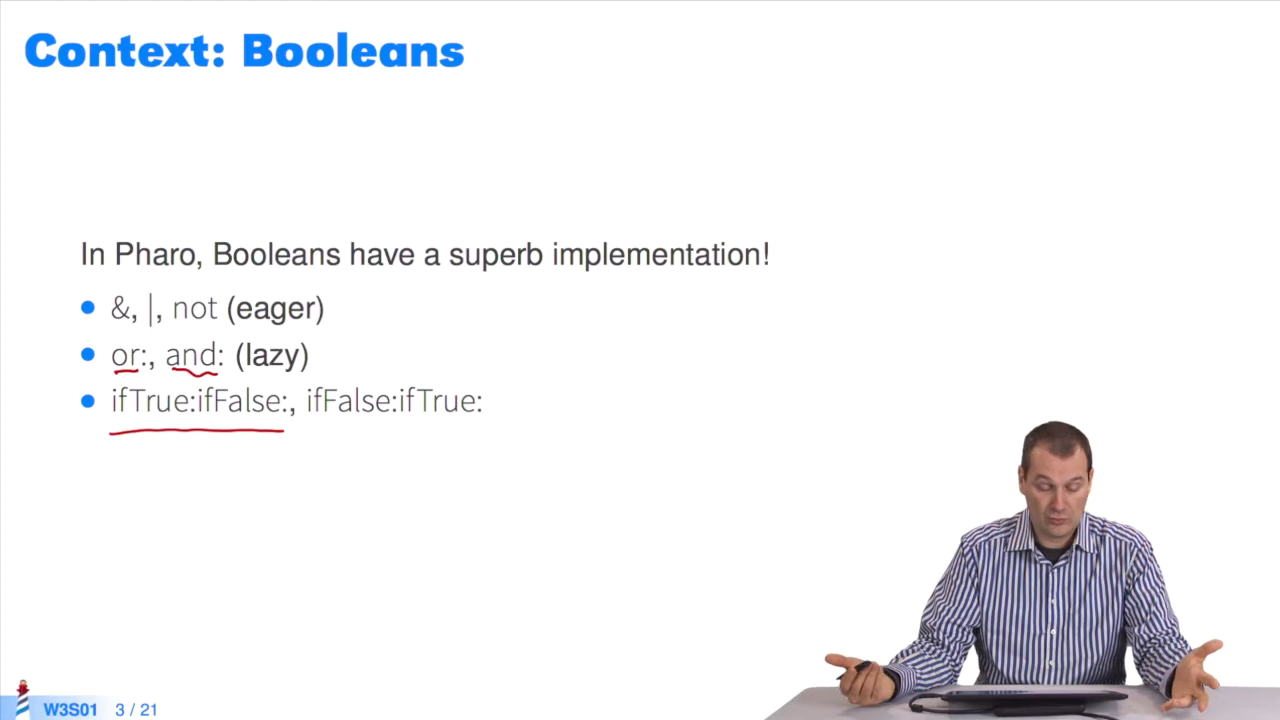 Context: Booleans
In Pharo, Booleans have a superb implementation!
&, |, not (eager)
or:, and: (lazy)
ifTrue:ifFalse:, ifFalse:ifTrue:
W3S01 3 / 21